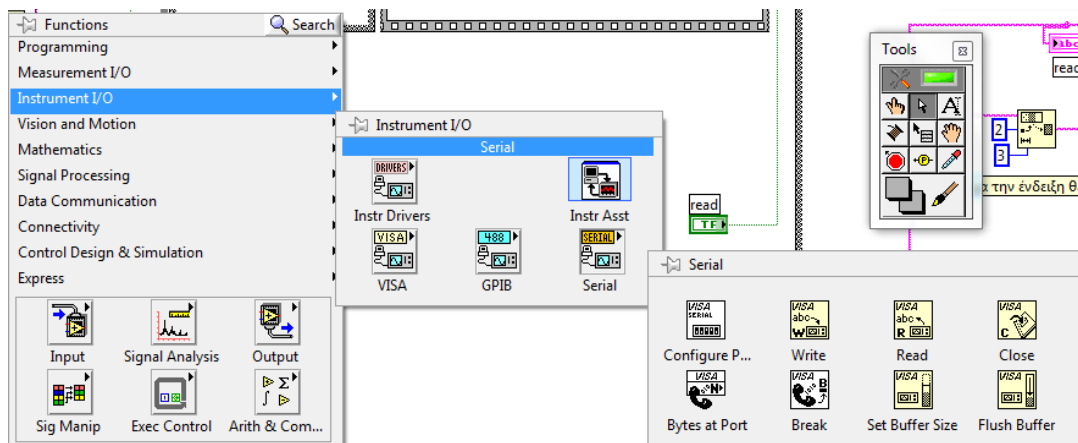 Functions
Search
Programming
Measurement I/O
Instrument I/O
Vision and Motion
Mathematics
Signal Processing
Data Communication
Connectivity
Control Design & Simulation
Express
Input
Signal Analysis
Output
Sig Manip
Exec Control
Arith & Com...
Instrument I/O
Serial
DRIVERS
Instr Drivers
Instr Asst
VISA
488
SERIAL
VISA
GPIB
Serial
read
TF
Serial
VISA SERIAL
VISA abc W
VISA abc R
VISA C
Configure P...
Write
Read
Close
VISA N
VISA B
VISA
VISA
Bytes at Port
Break
Set Buffer Size
Flush Buffer
Tools
A
P
abc
read
2
3
α την ένδειξη θ